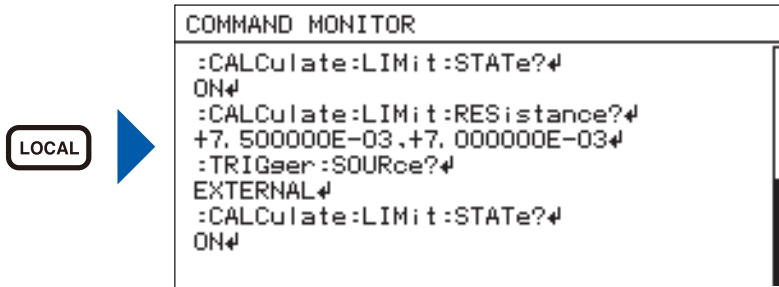 COMMAND MONITOR
:CALCulate:LIMit:STATe?↲
ON↲
:CALCulate:LIMit:RESistance?↲
+7.500000E-03,+7.000000E-03↲
:TRIGger:SOURce?↲
EXTERNAL↲
:CALCulate:LIMit:STATe?↲
ON↲
LOCAL